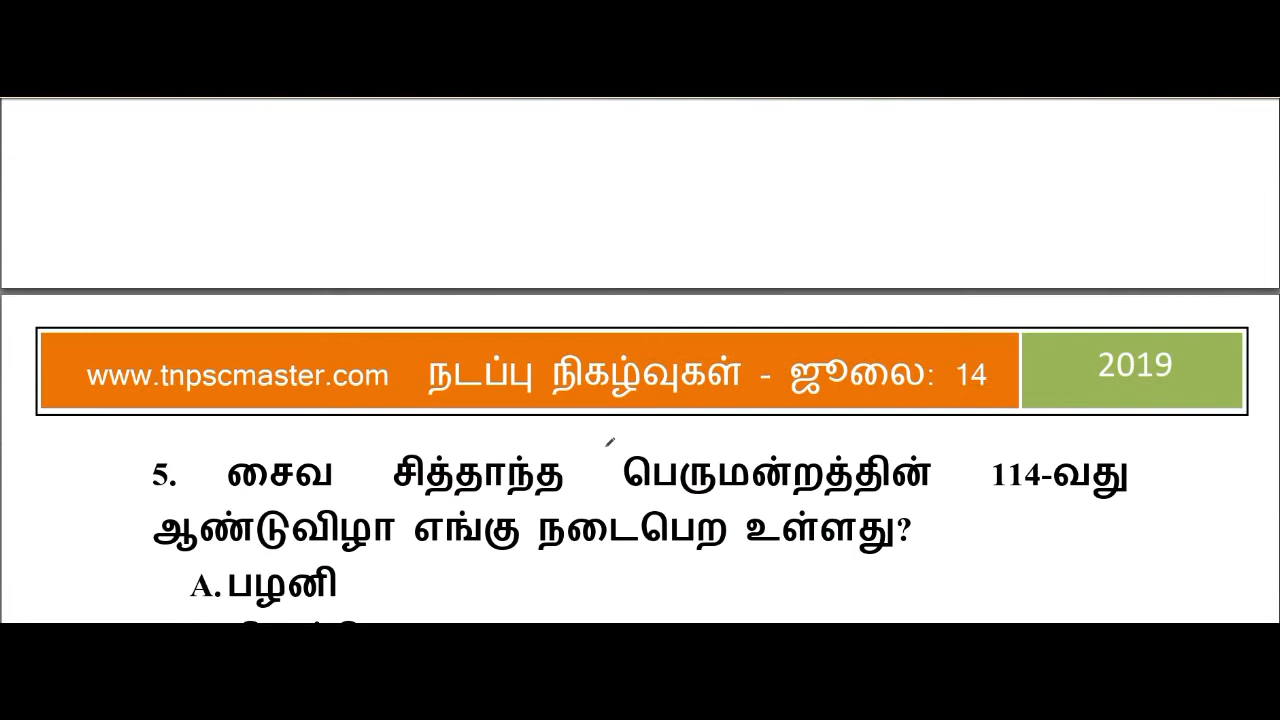 www.tnpscmaster.com நடப்பு நிகழ்வுகள் - ஜூலை: 14 2019
5. சைவ சித்தாந்த பெருமன்றத்தின் 114-வது
ஆண்டுவிழா எங்கு நடைபெற உள்ளது?
A. பழனி